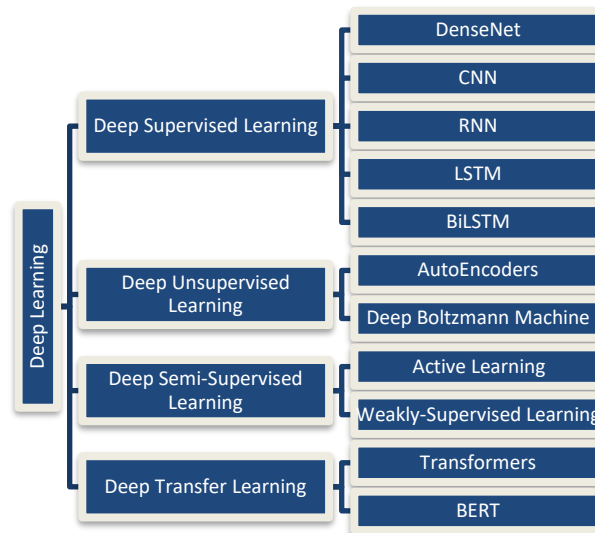 Deep Learning
Deep Supervised Learning
DenseNet
CNN
RNN
LSTM
BiLSTM
Deep Unsupervised
Learning
AutoEncoders
Deep Boltzmann Machine
Deep Semi-Supervised
Learning
Active Learning
Weakly-Supervised Learning
Deep Transfer Learning
Transformers
BERT